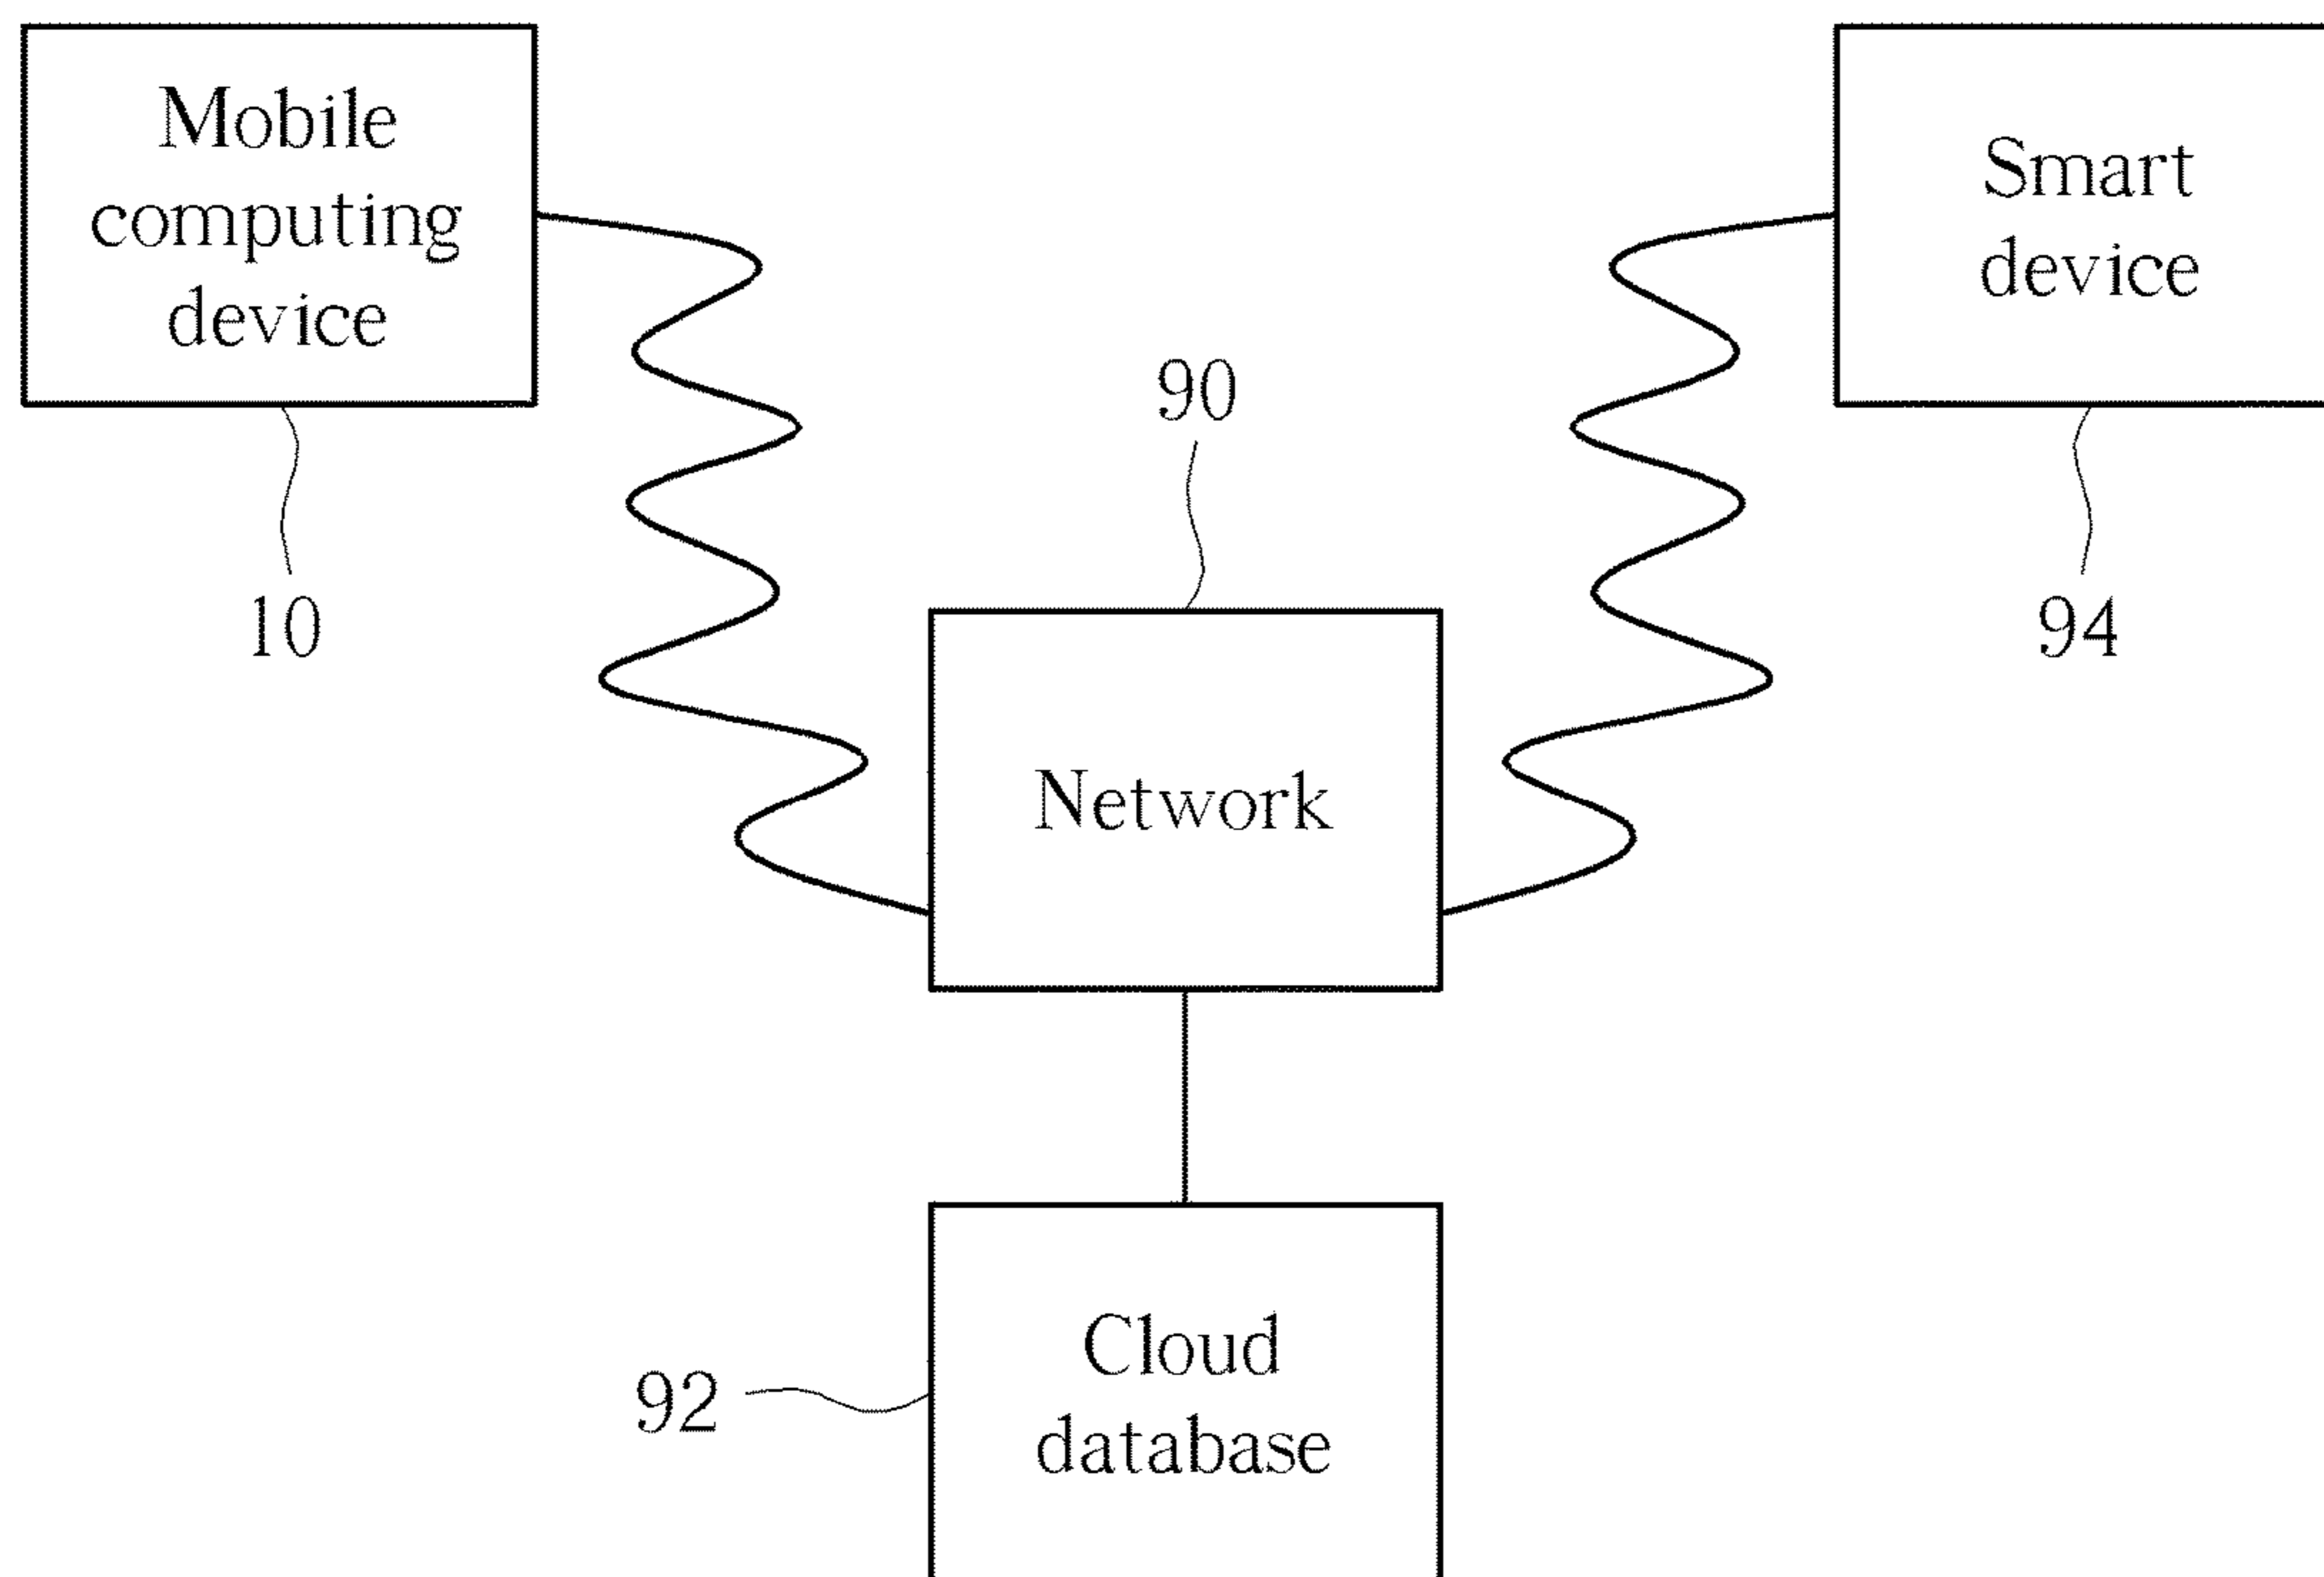 Mobile
computing
device
10
Smart
device
94
90
Network
Cloud
database
92